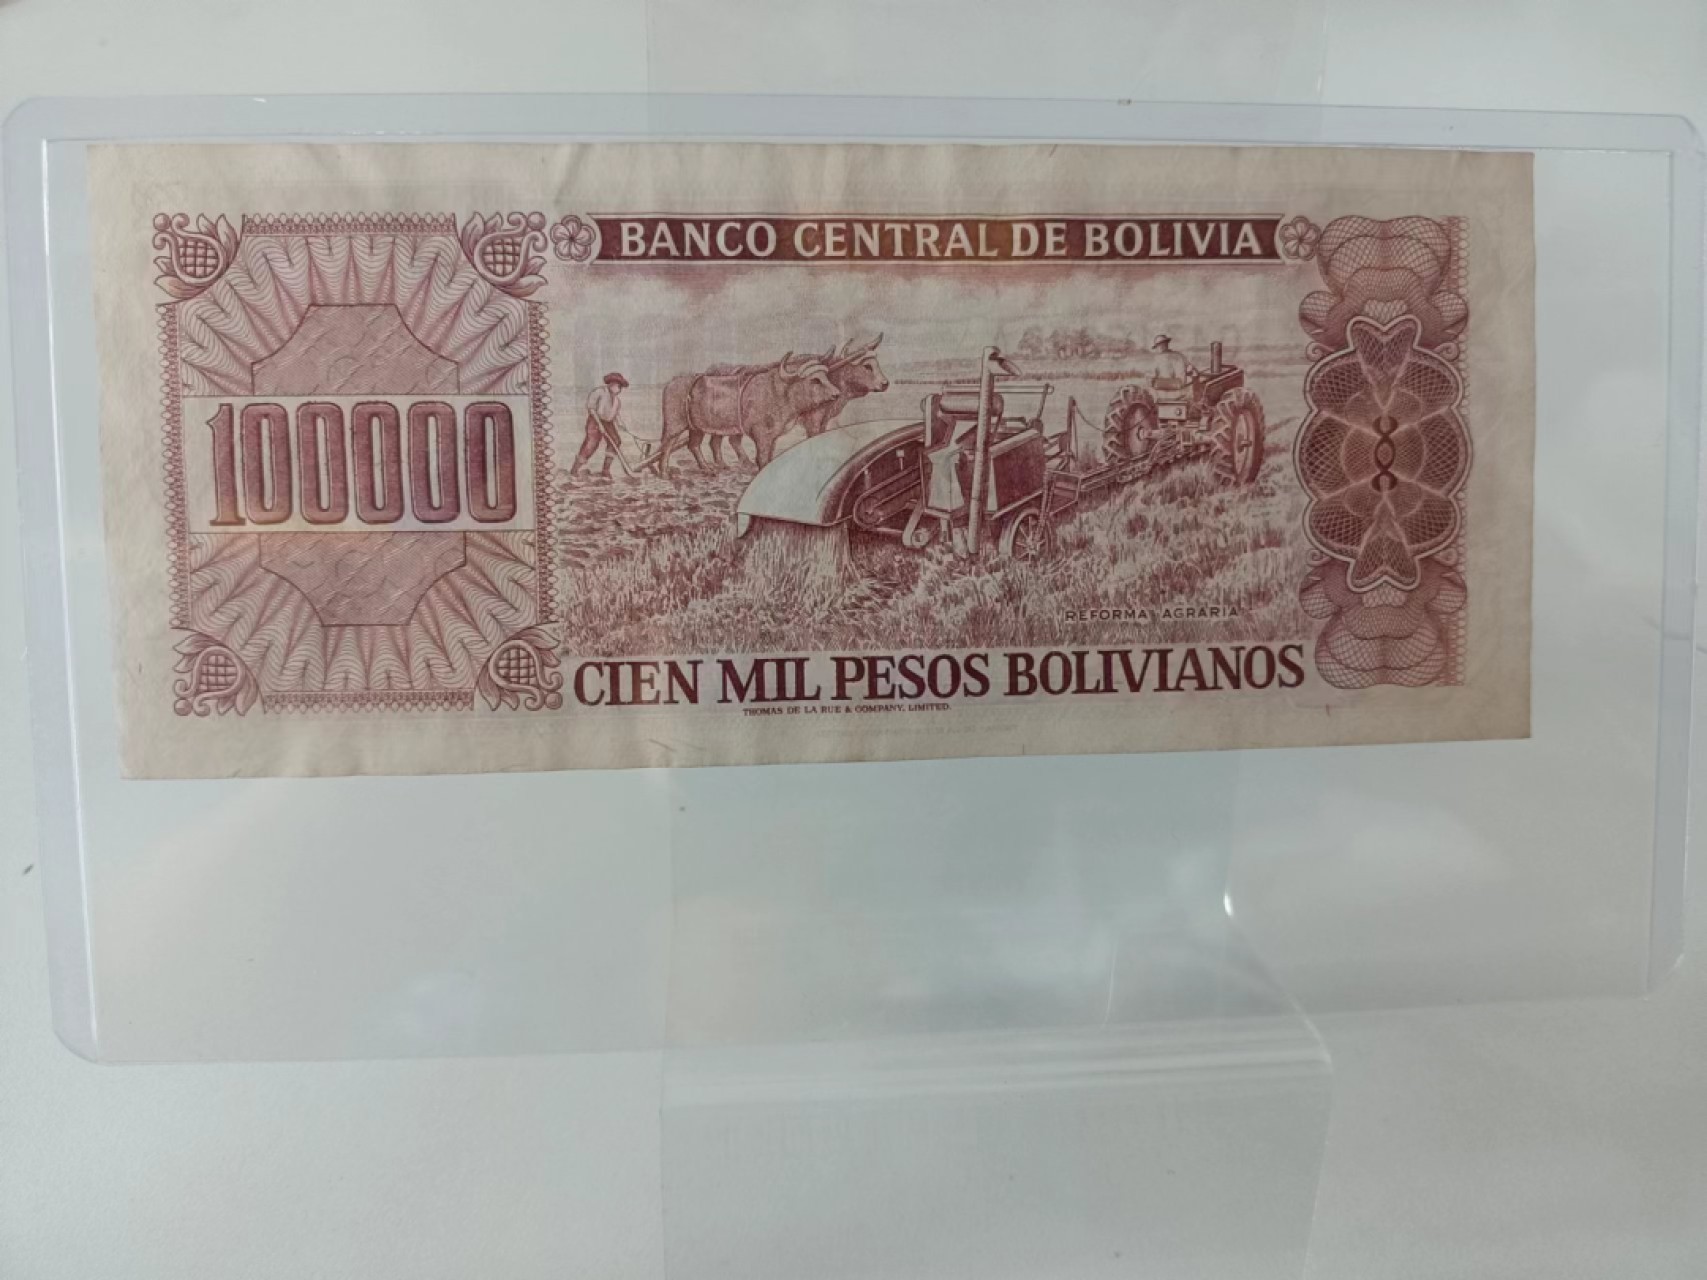 BANCO CENTRAL DE BOLIVIA
100000
REFORMA AGRARIA
CIEN MIL PESOS BOLIVIANOS
THOMAS DE LA RUE & COMPANY, LIMITED.